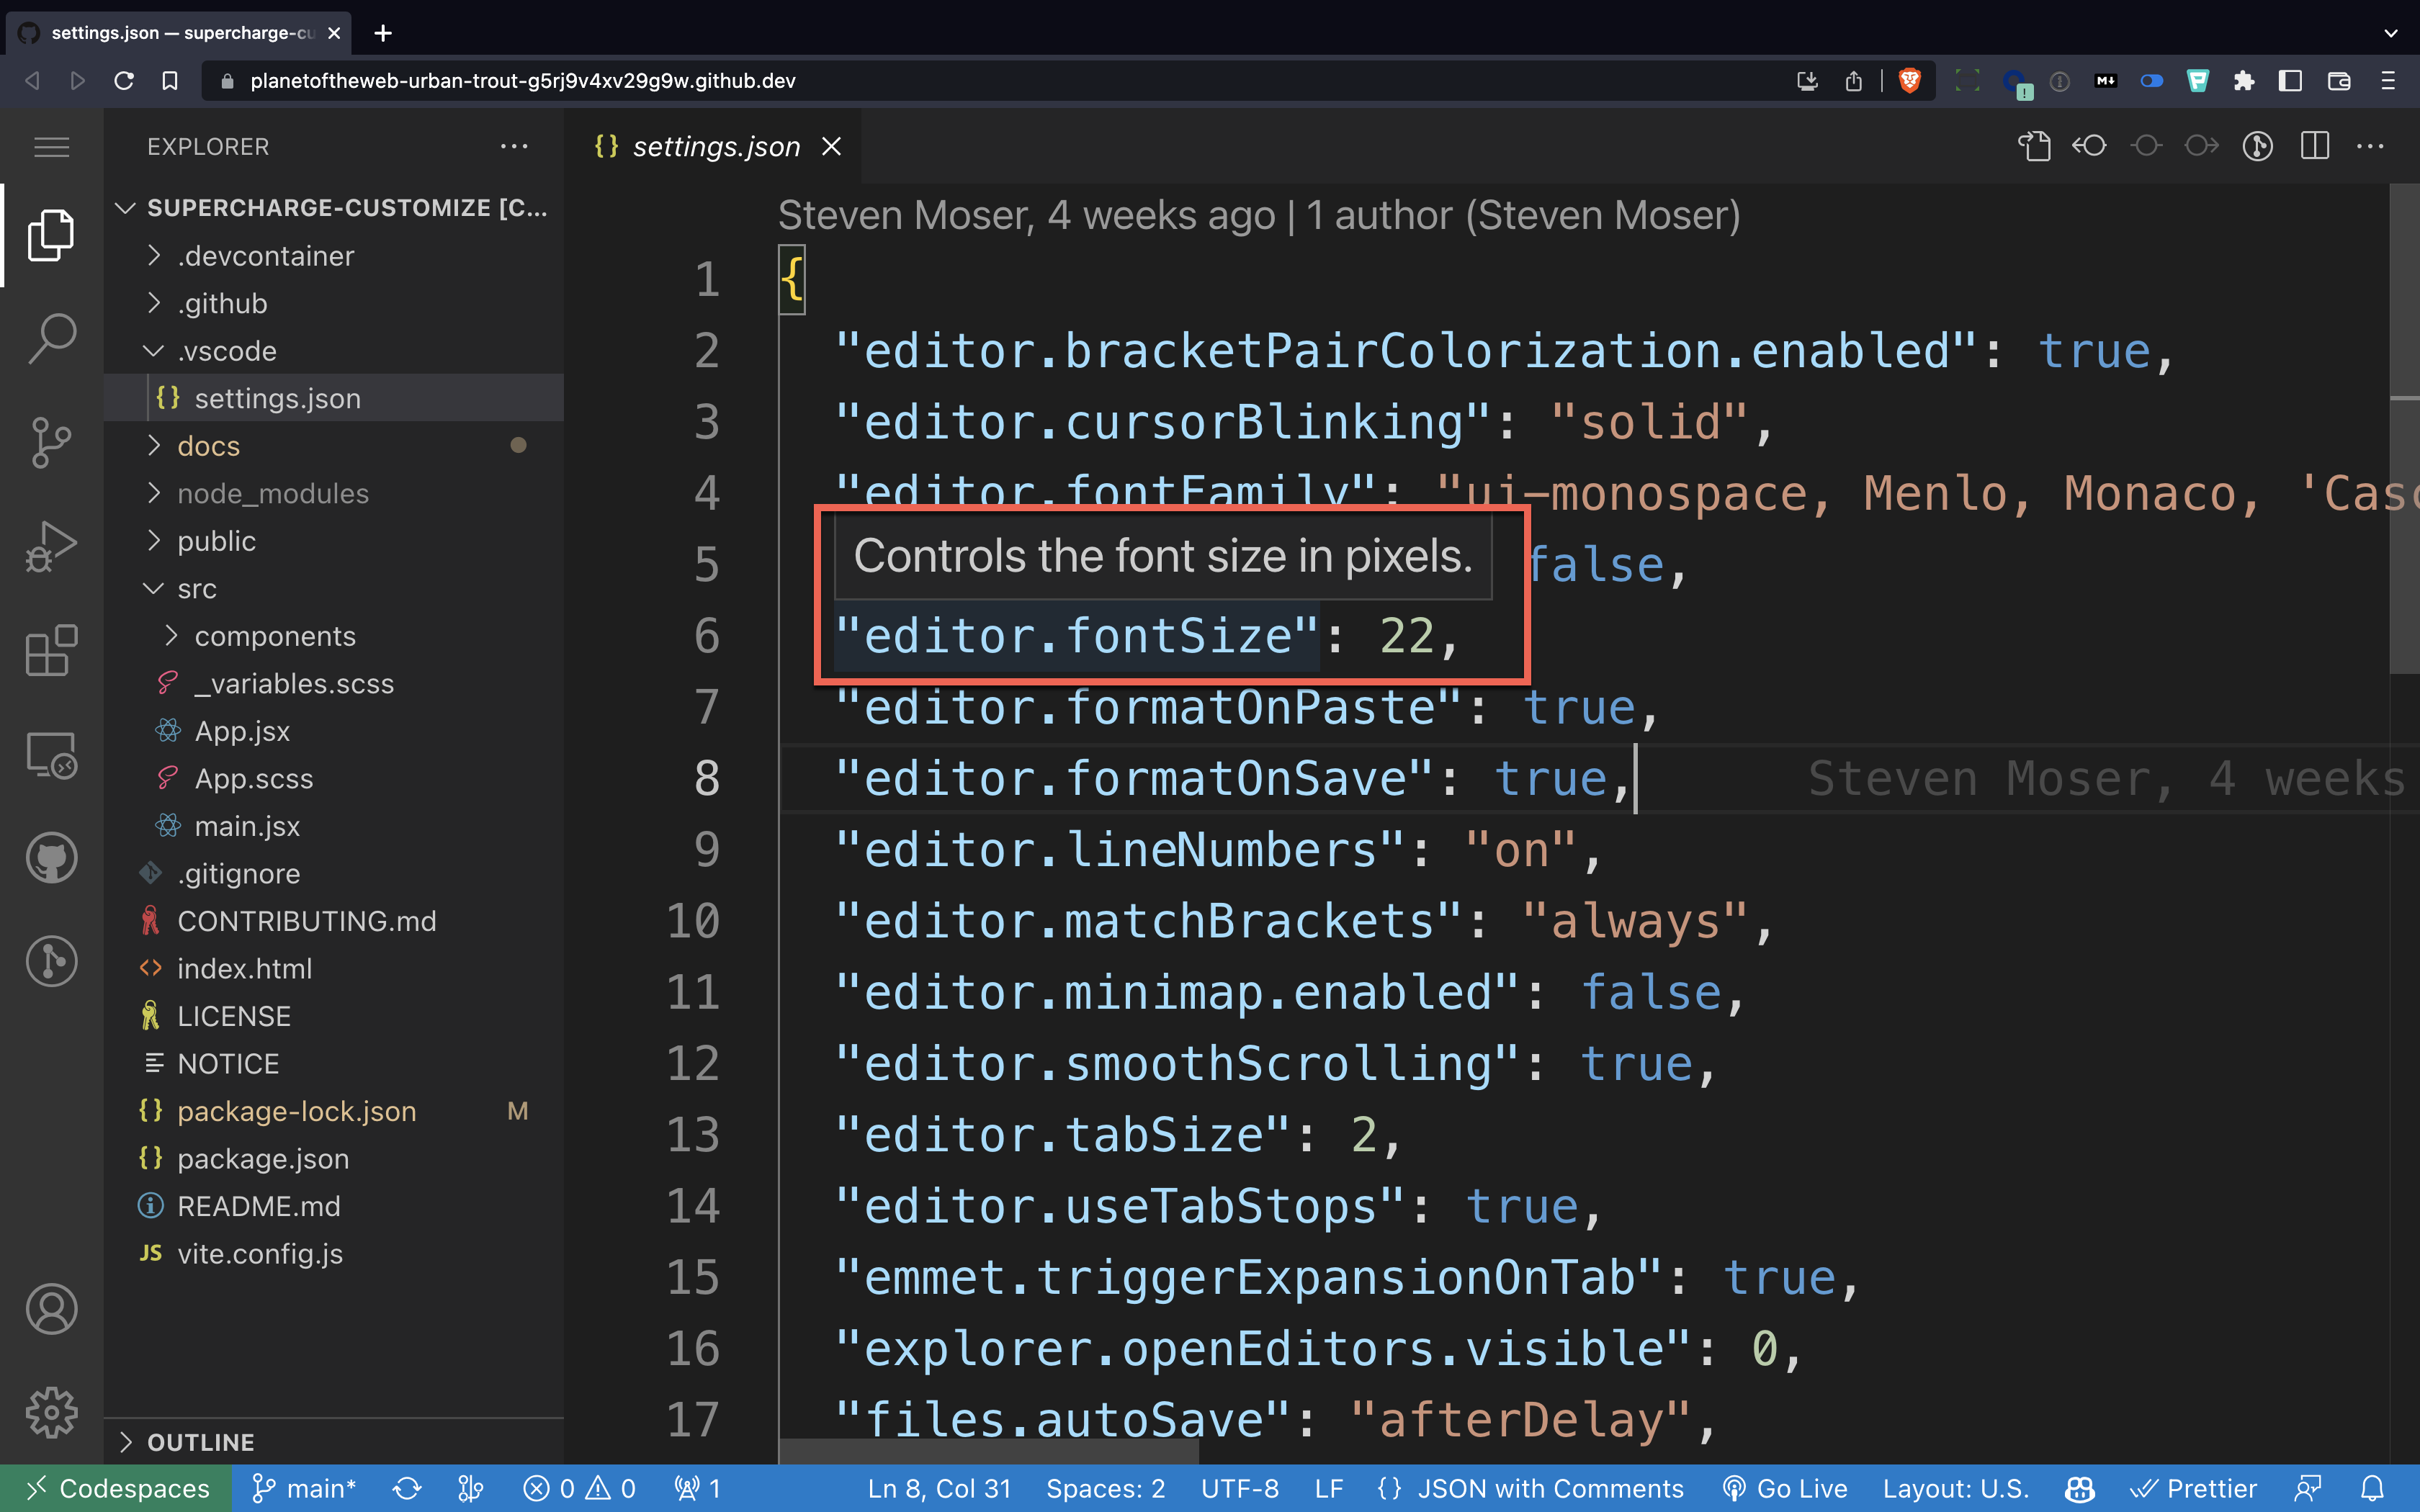 settings.json — supercharge-cu
planetoftheweb-urban-trout-g5rj9v4xv29g9w.github.dev
M
EXPLORER
SUPERCHARGE-CUSTOMIZE [C...
.devcontainer
.github
.vscode
{} settings.json
docs
node_modules
public
src
components
_variables.scss
App.jsx
App.scss
main.jsx
.gitignore
CONTRIBUTING.md
<> index.html
LICENSE
NOTICE
{} package-lock.json M
{} package.json
README.md
JS vite.config.js
OUTLINE
{} settings.json
Steven Moser, 4 weeks ago | 1 author (Steven Moser)
1 {
2 "editor.bracketPairColorization.enabled": true,
3 "editor.cursorBlinking": "solid",
4 "editor.fontFamily": "ui-monospace, Menlo, Monaco, 'Casc
Controls the font size in pixels.
5 false,
6 "editor.fontSize": 22,
7 "editor.formatOnPaste": true,
8 "editor.formatOnSave": true, Steven Moser, 4 weeks
9 "editor.lineNumbers": "on",
10 "editor.matchBrackets": "always",
11 "editor.minimap.enabled": false,
12 "editor.smoothScrolling": true,
13 "editor.tabSize": 2,
14 "editor.useTabStops": true,
15 "emmet.triggerExpansionOnTab": true,
16 "explorer.openEditors.visible": 0,
17 "files.autoSave": "afterDelay",
Codespaces main* 0 0 1 Ln 8, Col 31 Spaces: 2 UTF-8 LF {} JSON with Comments Go Live Layout: U.S. Prettier